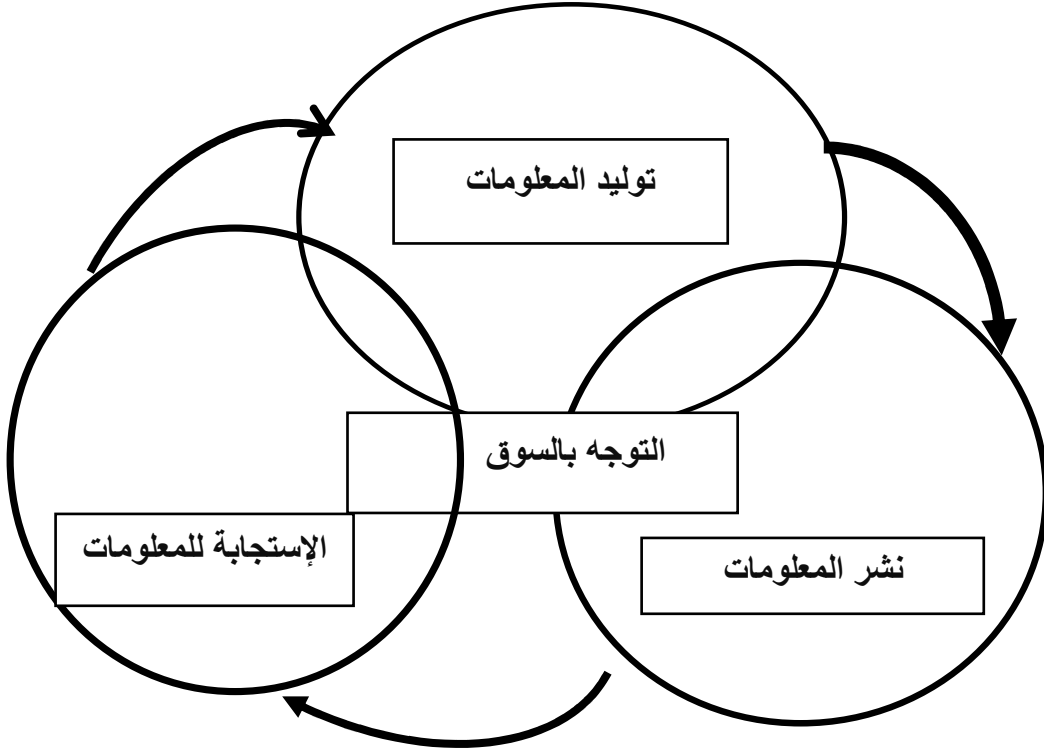 توليد المعلومات
التوجه بالسوق
الإستجابة للمعلومات
نشر المعلومات